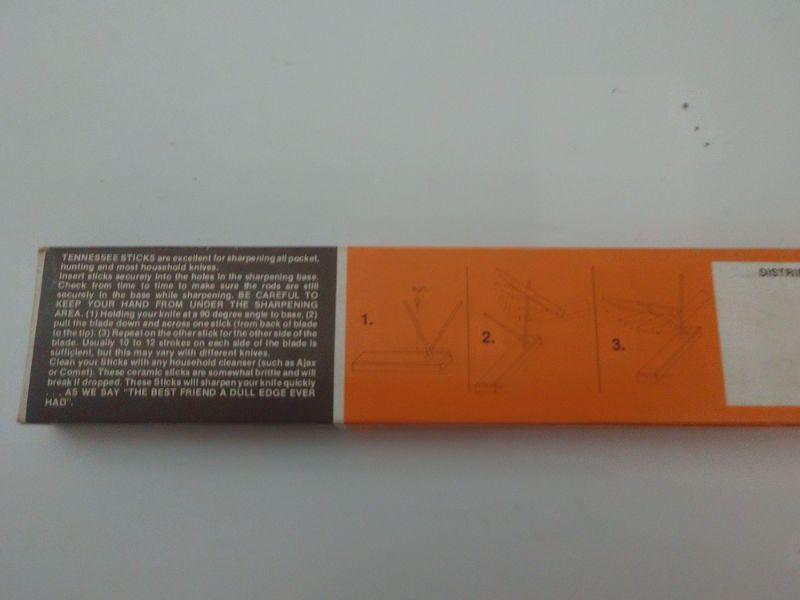 TENNESSEE STICKS are excellent for sharpening all pocket,
hunting and most household knives.
Insert sticks securely into the holes in the sharpening base.
Check from time to time to make sure the rods are still
securely in the base while sharpening. BE CAREFUL TO
KEEP YOUR HAND FROM UNDER THE SHARPENING
AREA. (1) Holding your knife at a 90 degree angle to base, (2)
pull the blade down and across one stick (from back of blade
to the tip). (3) Repeat on the other stick for the other side of the
blade. Usually 10 to 12 strokes on each side of the blade is
sufficient, but this may vary with different knives.
Clean your Sticks with any household cleanser (such as Ajax
or Comet). These ceramic sticks are somewhat brittle and will
break if dropped. These Sticks will sharpen your knife quickly
... AS WE SAY "THE BEST FRIEND A DULL EDGE EVER
HAD".
1.
2.
3.
DISTRI